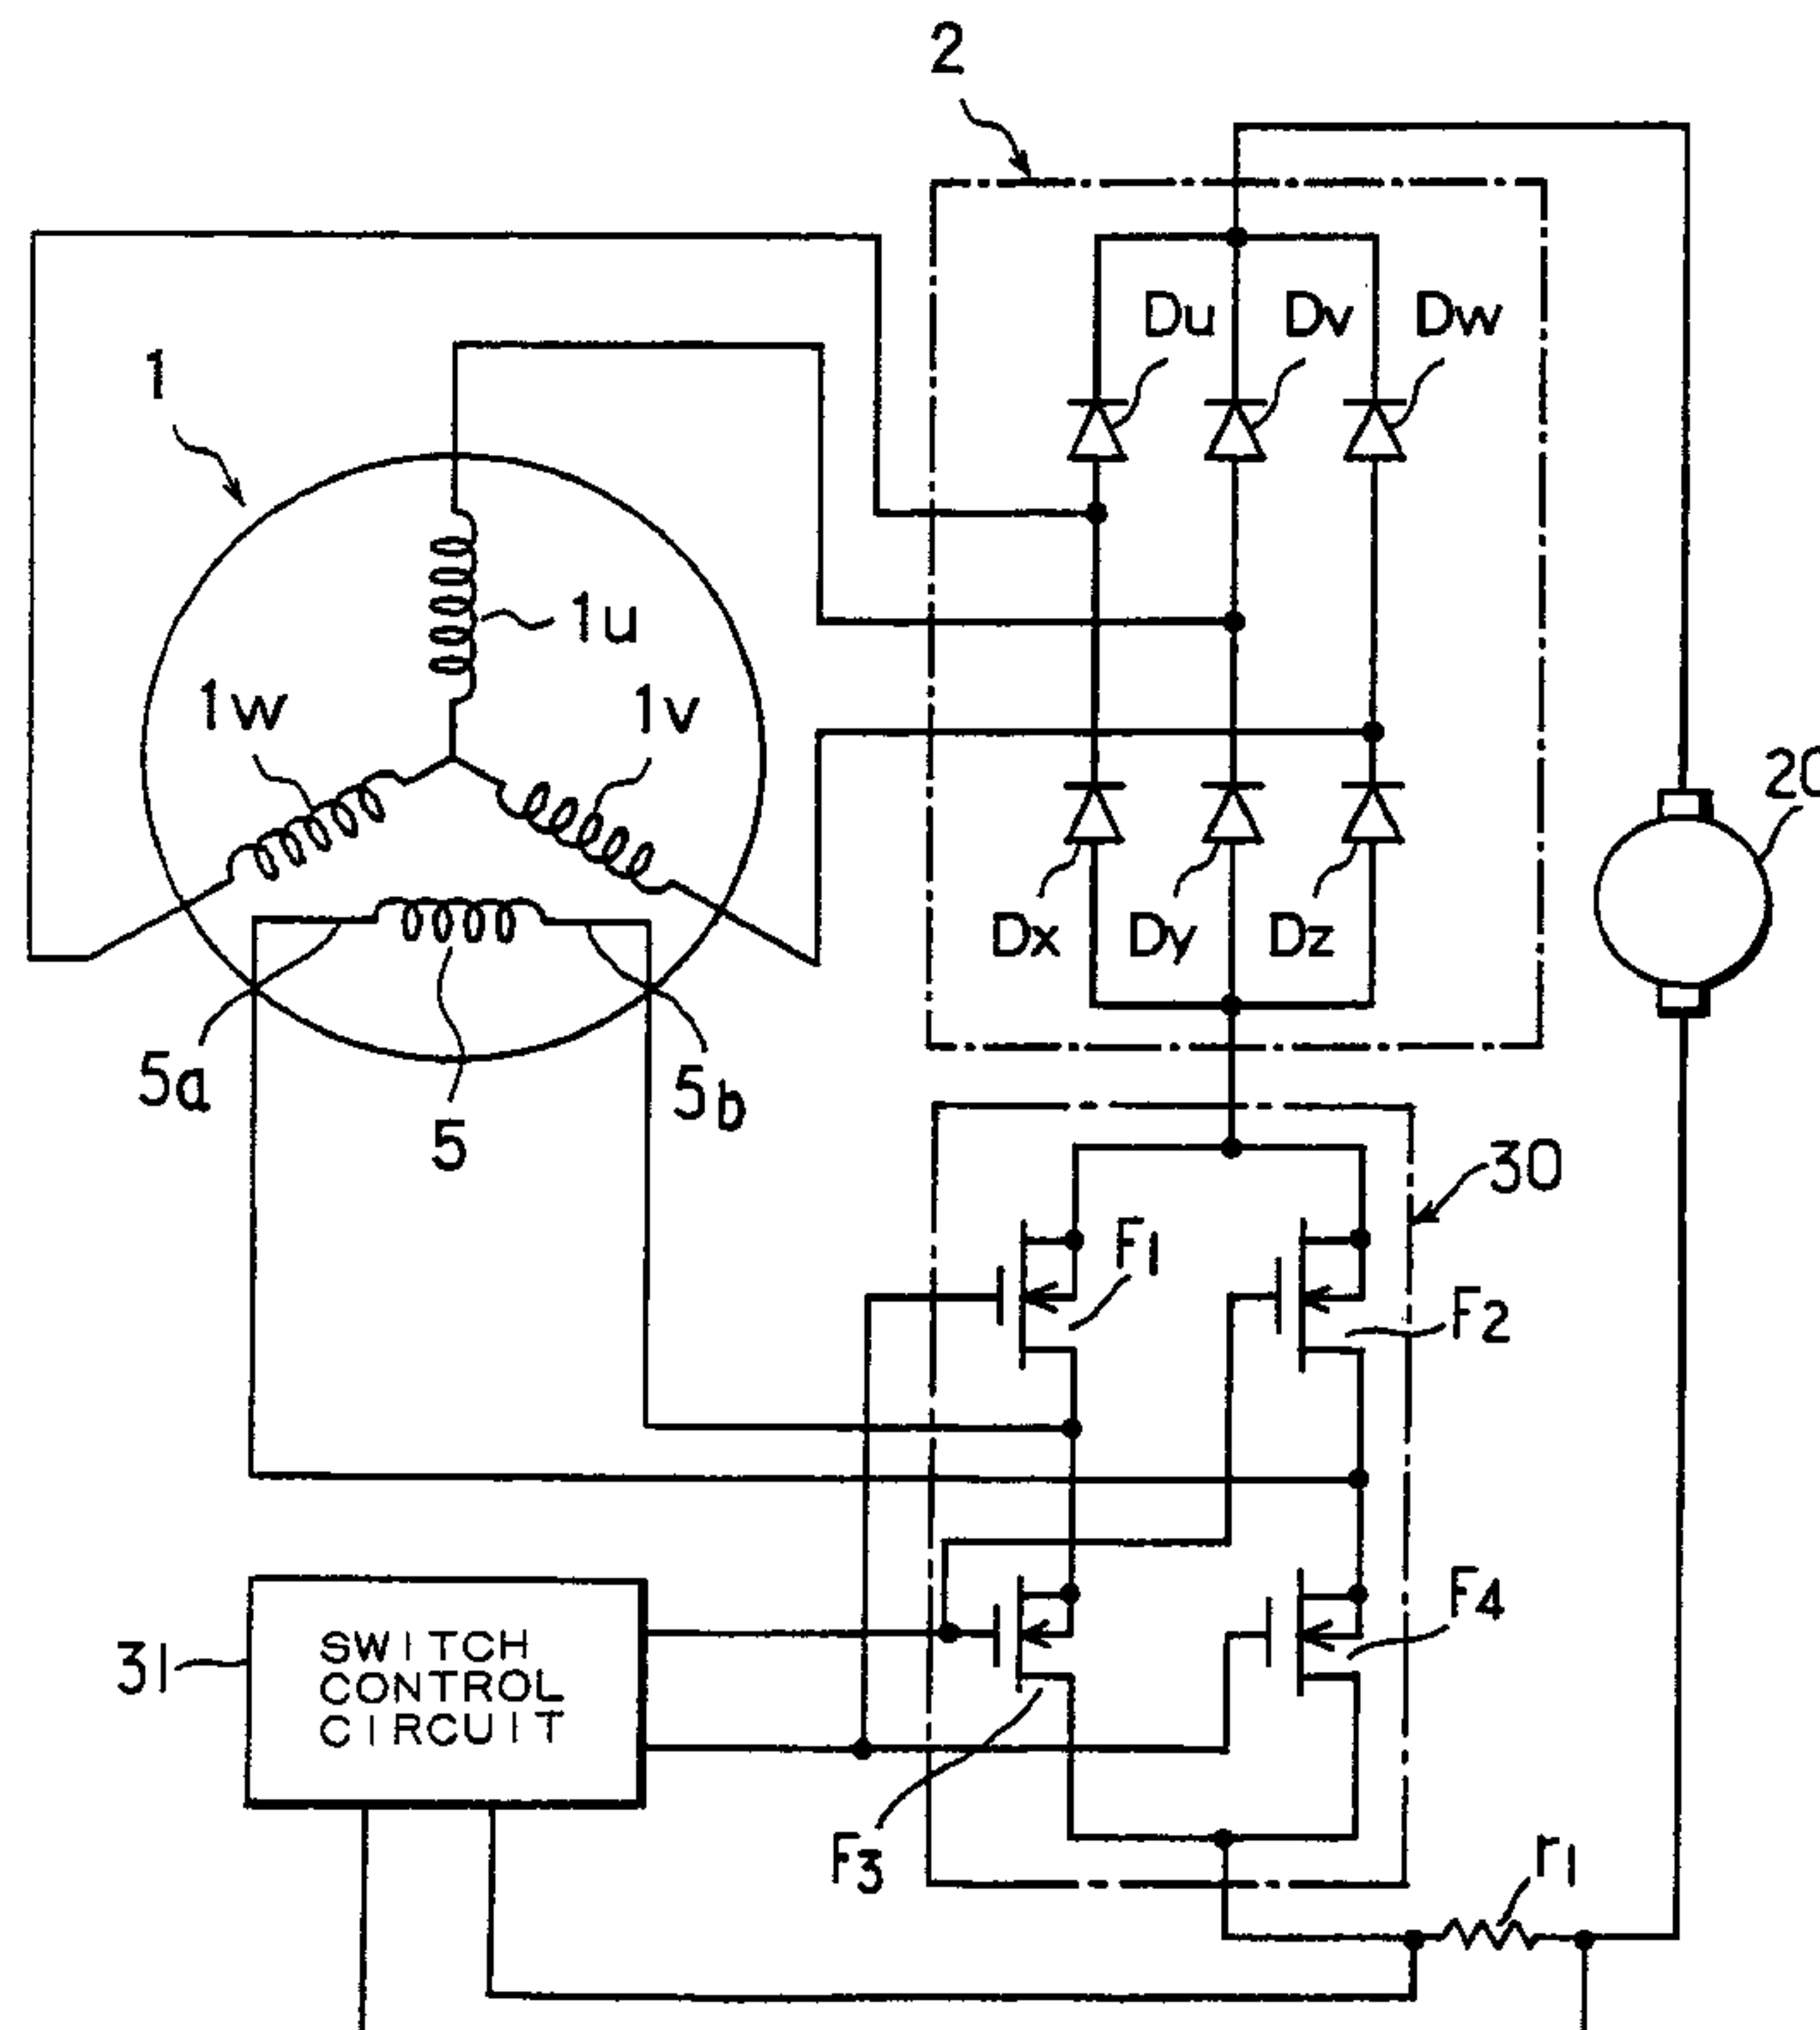 2
Du Dv Dw
1
1u
1w 1v
20
Dx Dy Dz
5a 5 5b
30
F1
F2
F4
31
SWITCH
CONTROL
CIRCUIT
F3
r1